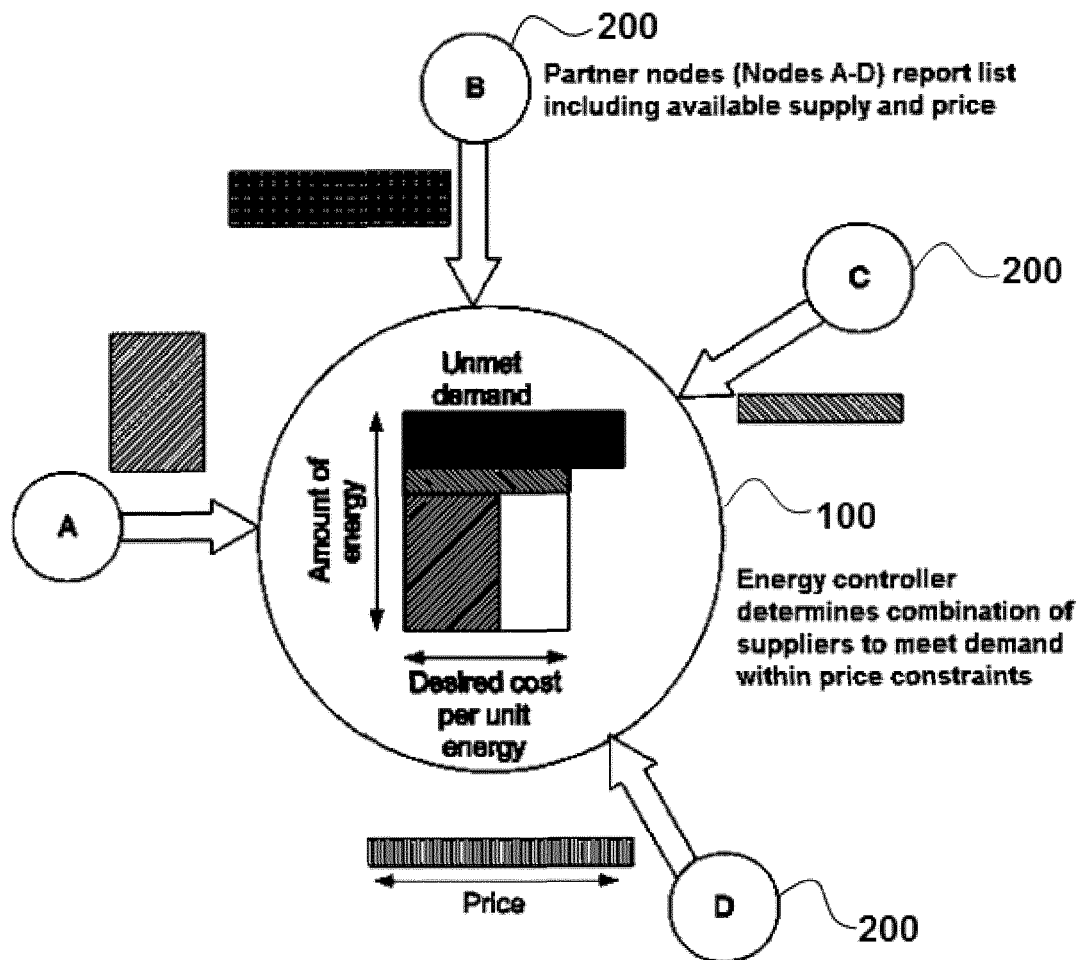 200
B
Partner nodes (Nodes A-D) report list
including available supply and price
C
200
Unmet
demand
Amount of
energy
A
100
Energy controller
determines combination of
suppliers to meet demand
within price constraints
Desired cost
per unit
energy
Price
D
200